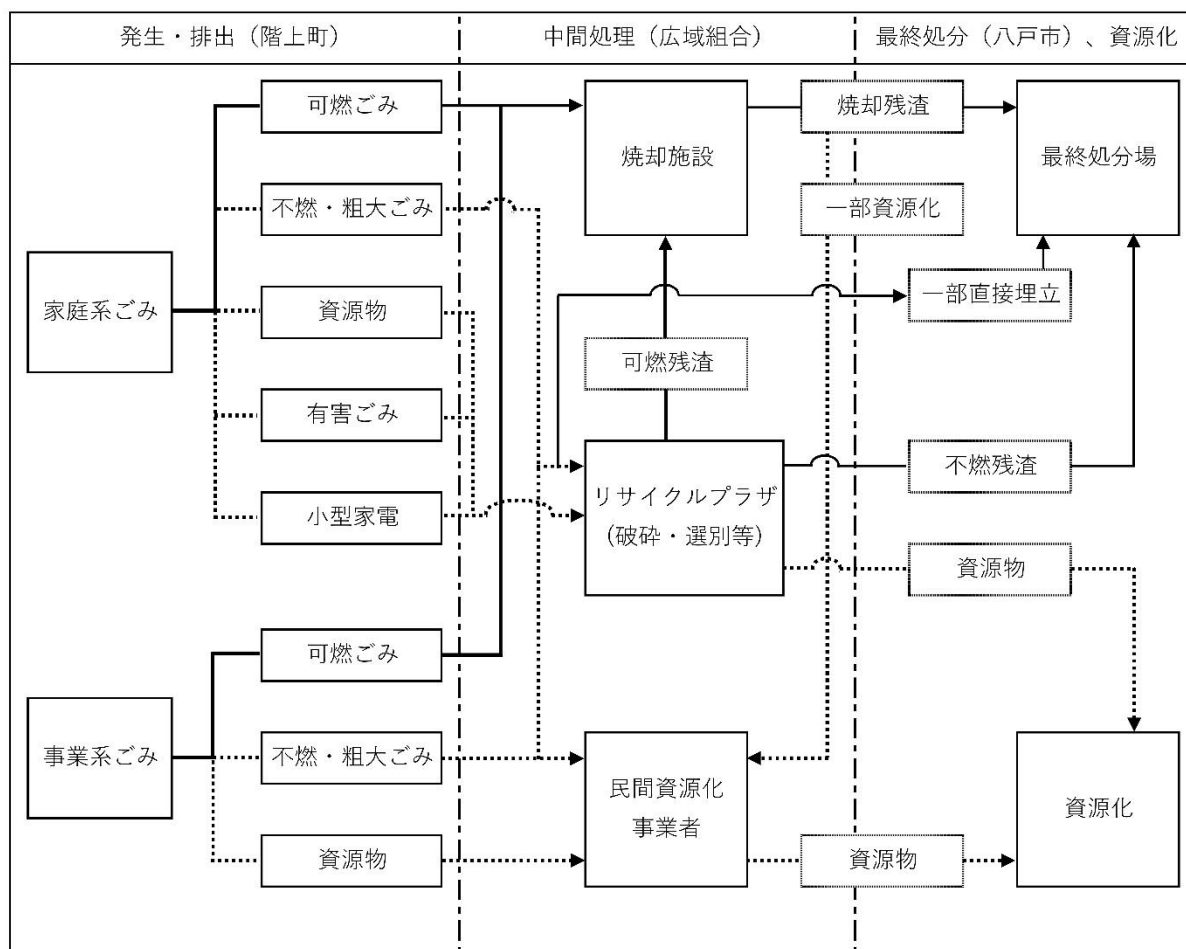 発生・排出（階上町）
中間処理（広域組合）
最終処分（八戸市）、資源化
家庭系ごみ
可燃ごみ
不燃・粗大ごみ
資源物
有害ごみ
小型家電
事業系ごみ
可燃ごみ
不燃・粗大ごみ
資源物
焼却施設
可燃残渣
リサイクルプラザ
（破砕・選別等）
民間資源化
事業者
焼却残渣
一部資源化
一部直接埋立
不燃残渣
資源物
資源物
最終処分場
資源化